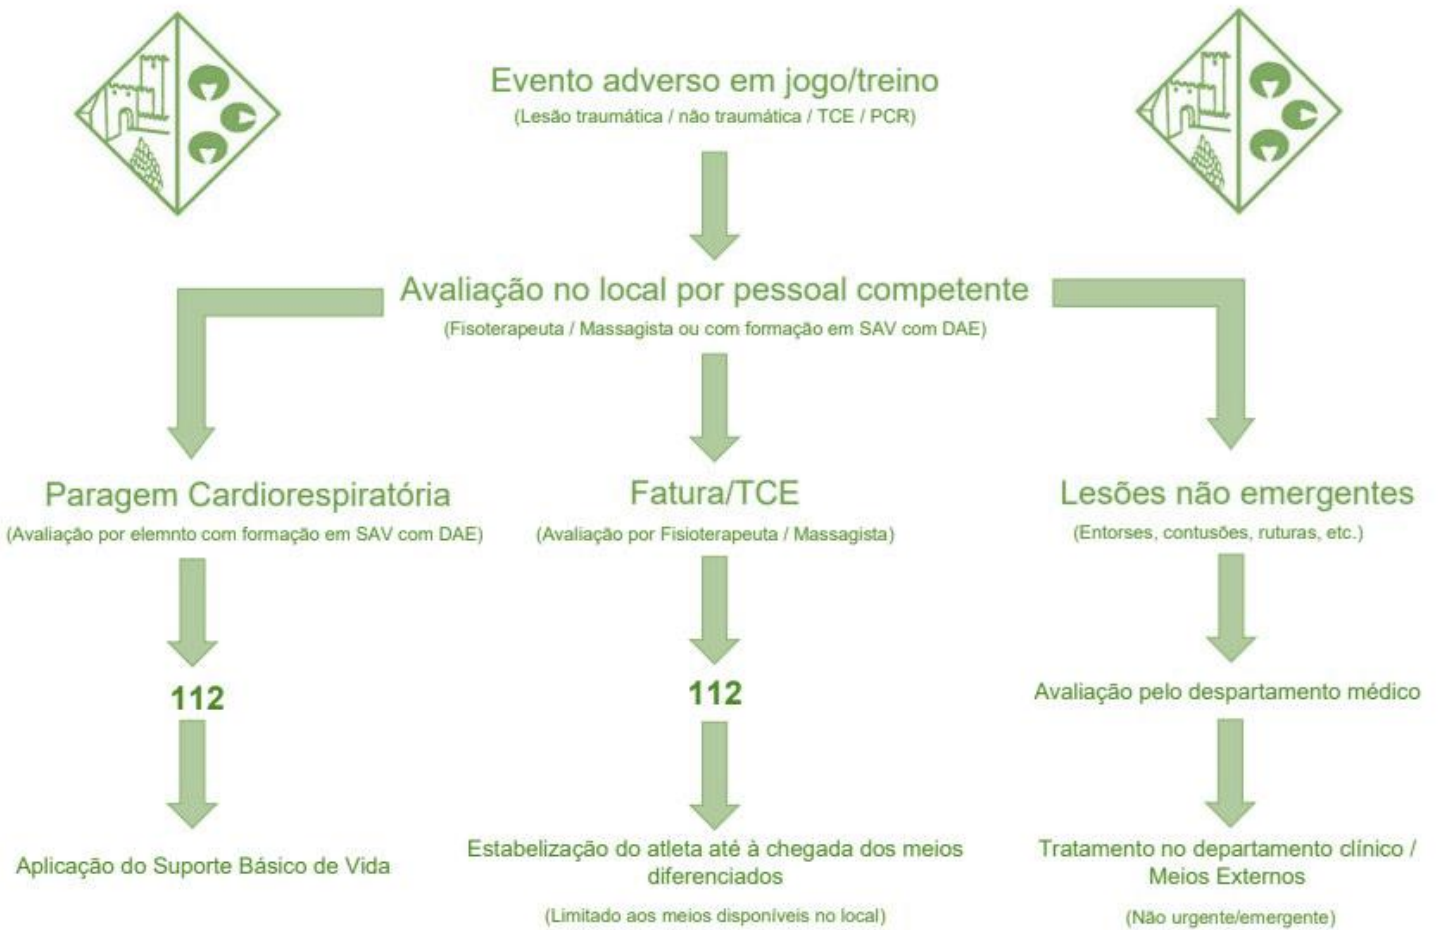 Evento adverso em jogo/treino
(Lesão traumática / não traumática / TCE / PCR)
Avaliação no local por pessoal competente
(Fisoterapeuta / Massagista ou com formação em SAV com DAE)
Paragem Cardiorespiratória
(Avaliação por elemnto com formação em SAV com DAE)
112
Aplicação do Suporte Básico de Vida
Fatura/TCE
(Avaliação por Fisioterapeuta / Massagista)
112
Estabelização do atleta até à chegada dos meios
diferenciados
(Limitado aos meios disponíveis no local)
Lesões não emergentes
(Entorses, contusões, ruturas, etc.)
Avaliação pelo despartamento médico
Tratamento no departamento clínico /
Meios Externos
(Não urgente/emergente)